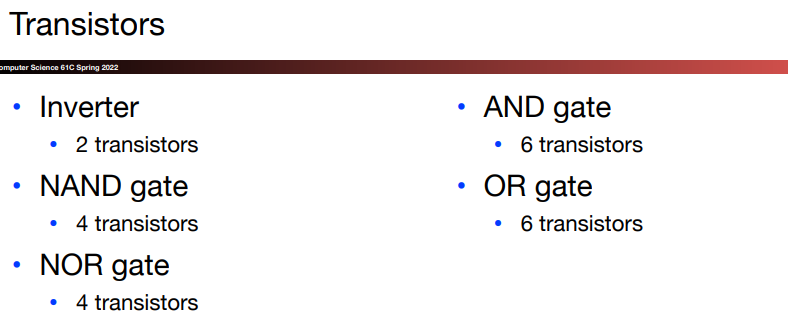 Transistors
omputer Science 61C Spring 2022
• Inverter
• 2 transistors
• NAND gate
• 4 transistors
• NOR gate
• 4 transistors
• AND gate
• 6 transistors
• OR gate
• 6 transistors